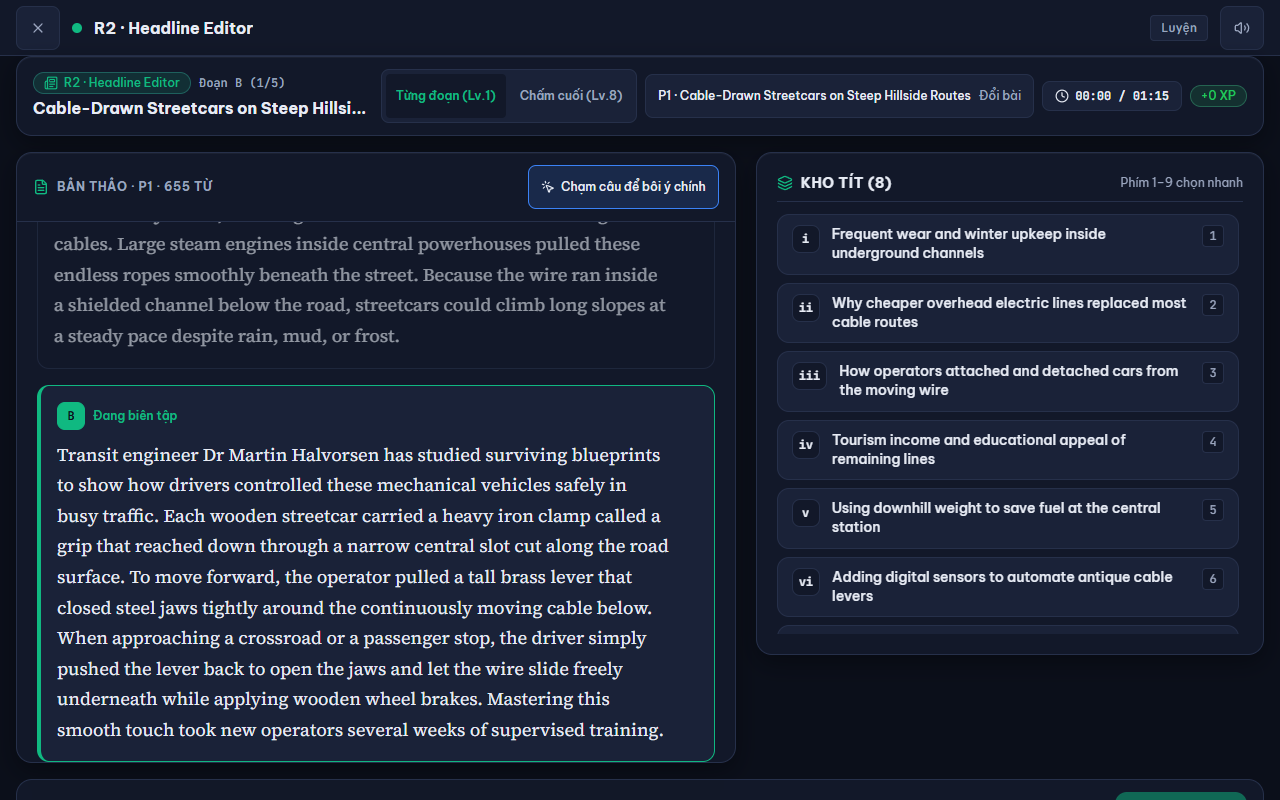 R2 · Headline Editor
Luyện
R2 · Headline Editor
Đoạn B (1/5)
Cable-Drawn Streetcars on Steep Hillsi...
Từng đoạn (Lv.1)
Chấm cuối (Lv.8)
P1 · Cable-Drawn Streetcars on Steep Hillside Routes
Đổi bài
00:00 / 01:15
+0 XP
BẢN THẢO · P1 · 655 TỪ
Chạm câu để bôi ý chính
cables. Large steam engines inside central powerhouses pulled these
endless ropes smoothly beneath the street. Because the wire ran inside
a shielded channel below the road, streetcars could climb long slopes at
a steady pace despite rain, mud, or frost.
B
Đang biên tập
Transit engineer Dr Martin Halvorsen has studied surviving blueprints
to show how drivers controlled these mechanical vehicles safely in
busy traffic. Each wooden streetcar carried a heavy iron clamp called a
grip that reached down through a narrow central slot cut along the road
surface. To move forward, the operator pulled a tall brass lever that
closed steel jaws tightly around the continuously moving cable below.
When approaching a crossroad or a passenger stop, the driver simply
pushed the lever back to open the jaws and let the wire slide freely
underneath while applying wooden wheel brakes. Mastering this
smooth touch took new operators several weeks of supervised training.
KHO TÍT (8)
Phím 1–9 chọn nhanh
i
Frequent wear and winter upkeep inside
underground channels
1
ii
Why cheaper overhead electric lines replaced most
cable routes
2
iii
How operators attached and detached cars from
the moving wire
3
iv
Tourism income and educational appeal of
remaining lines
4
v
Using downhill weight to save fuel at the central
station
5
vi
Adding digital sensors to automate antique cable
levers
6